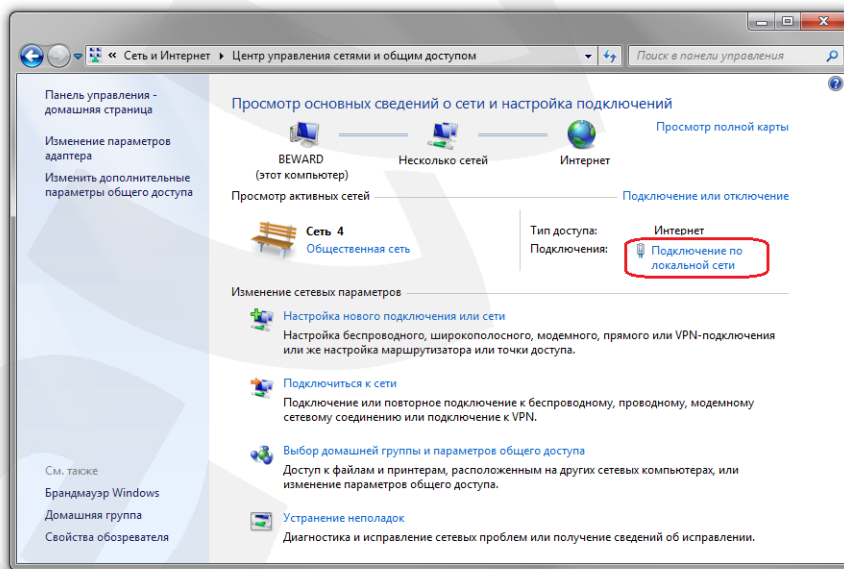 « Сеть и Интернет ▸ Центр управления сетями и общим доступом
Поиск в панели управления
Панель управления -
домашняя страница
Изменение параметров
адаптера
Изменить дополнительные
параметры общего доступа
См. также
Брандмауэр Windows
Домашняя группа
Свойства обозревателя
Просмотр основных сведений о сети и настройка подключений
Просмотр полной карты
BEWARD
(этот компьютер)
Несколько сетей
Интернет
Просмотр активных сетей
Подключение или отключение
Сеть 4
Общественная сеть
Тип доступа: Интернет
Подключения: Подключение по
локальной сети
Изменение сетевых параметров
Настройка нового подключения или сети
Настройка беспроводного, широкополосного, модемного, прямого или VPN-подключения
или же настройка маршрутизатора или точки доступа.
Подключиться к сети
Подключение или повторное подключение к беспроводному, проводному, модемному
сетевому соединению или подключение к VPN.
Выбор домашней группы и параметров общего доступа
Доступ к файлам и принтерам, расположенным на других сетевых компьютерах, или
изменение параметров общего доступа.
Устранение неполадок
Диагностика и исправление сетевых проблем или получение сведений об исправлении.